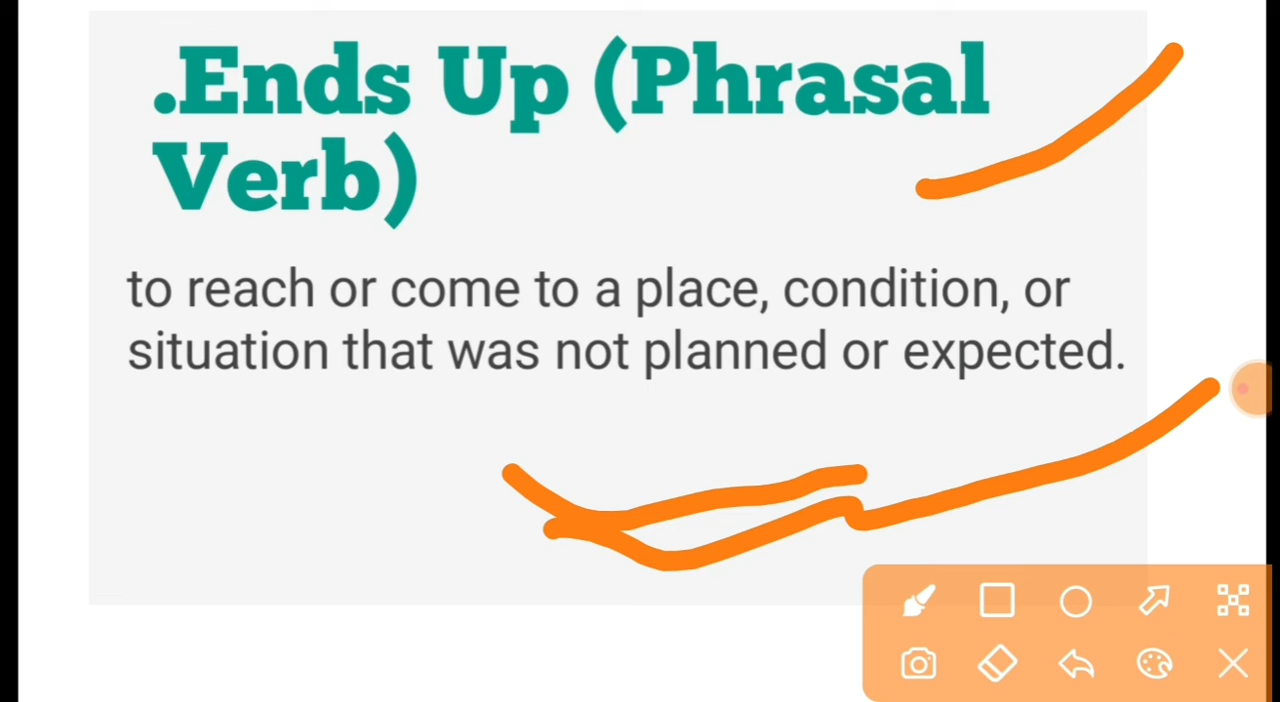 .Ends Up (Phrasal
Verb)
to reach or come to a place, condition, or
situation that was not planned or expected.